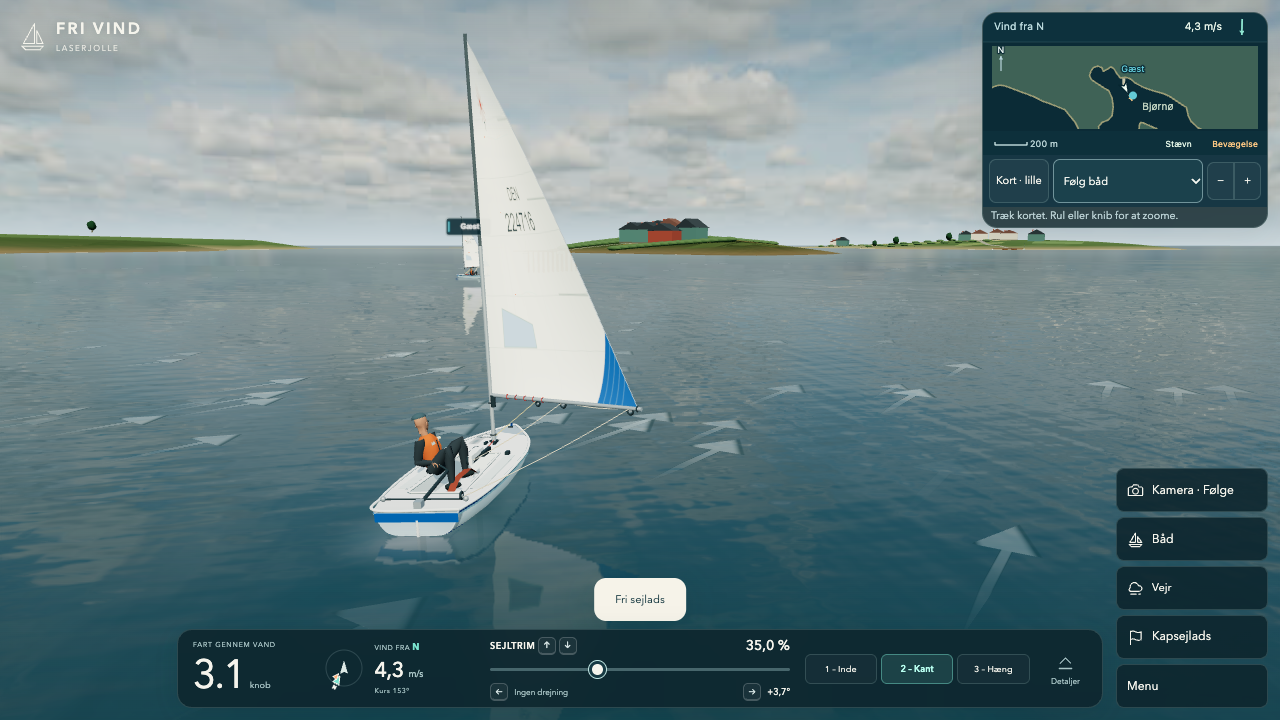 FRI VIND
LASERJOLLE
Vind fra N
4,3 m/s
N
Gæst
Bjørnø
200 m
Stævn
Bevægelse
Kort · lille
Følg båd
−
+
Træk kortet. Rul eller knib for at zoome.
DEN
224716
Gæst
Kamera · Følge
Båd
Vejr
Kapsejlads
Menu
Fri sejlads
FART GENNEM VAND
3.1 knob
VIND FRA N
4,3 m/s
Kurs 153°
SEJLTRIM ↑ ↓
35,0 %
← Ingen drejning
→ +3,7°
1 – Inde
2 – Kant
3 – Hæng
Detaljer